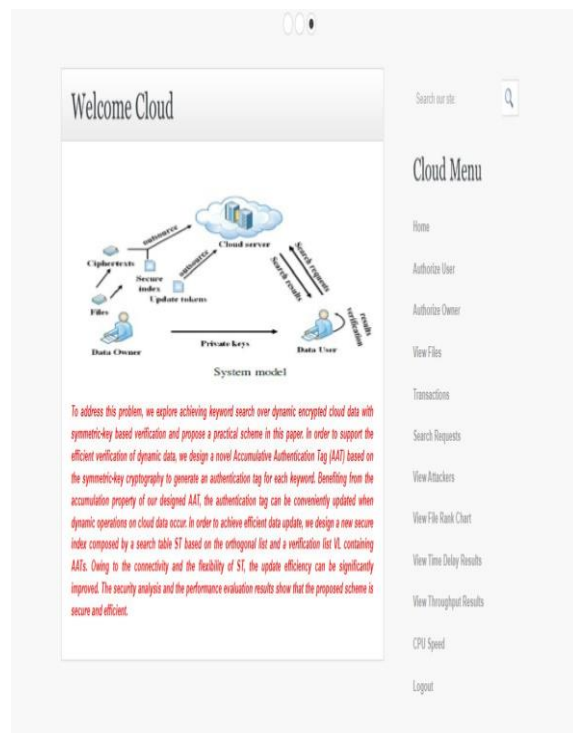 Welcome Cloud
outsource
Cloud server
Ciphertexts
Secure
index
outsource
Update tokens
Search requests
Search results
Files
results
verification
Private keys
Data Owner
Data User
System model
To address this problem, we explore achieving keyword search over dynamic encrypted cloud data with
symmetric-key based verification and propose a practical scheme in this paper. In order to support the
efficient verification of dynamic data, we design a novel Accumulative Authentication Tag (AAT) based on
the symmetric-key cryptography to generate an authentication tag for each keyword. Benefiting from the
accumulation property of our designed AAT, the authentication tag can be conveniently updated when
dynamic operations on cloud data occur. In order to achieve efficient data update, we design a new secure
index composed by a search table ST based on the orthogonal list and a verification list VL containing
AATs. Owing to the connectivity and the flexibility of ST, the update efficiency can be significantly
improved. The security analysis and the performance evaluation results show that the proposed scheme is
secure and efficient.
Search our site:
Cloud Menu
Home
Authorize User
Authorize Owner
View Files
Transactions
Search Requests
View Attackers
View File Rank Chart
View Time Delay Results
View Throughput Results
CPU Speed
Logout